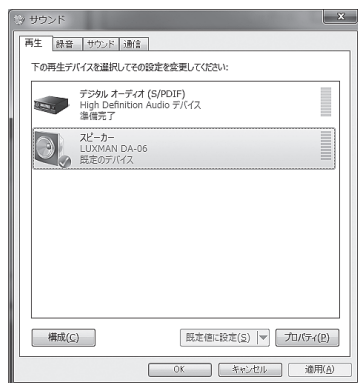 サウンド
再生 録音 サウンド 通信
下の再生デバイスを選択してその設定を変更してください:
デジタル オーディオ (S/PDIF)
High Definition Audio デバイス
準備完了
スピーカー
LUXMAN DA-06
既定のデバイス
構成(C) 既定値に設定(S) プロパティ(P)
OK キャンセル 適用(A)